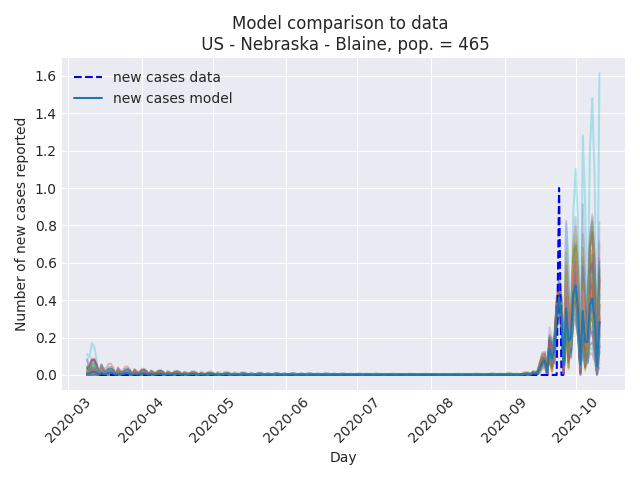 Model comparison to data
US - Nebraska - Blaine, pop. = 465
new cases data
new cases model
Number of new cases reported
1.6
1.4
1.2
1.0
0.8
0.6
0.4
0.2
0.0
2020-03
2020-04
2020-05
2020-06
2020-07
2020-08
2020-09
2020-10
Day